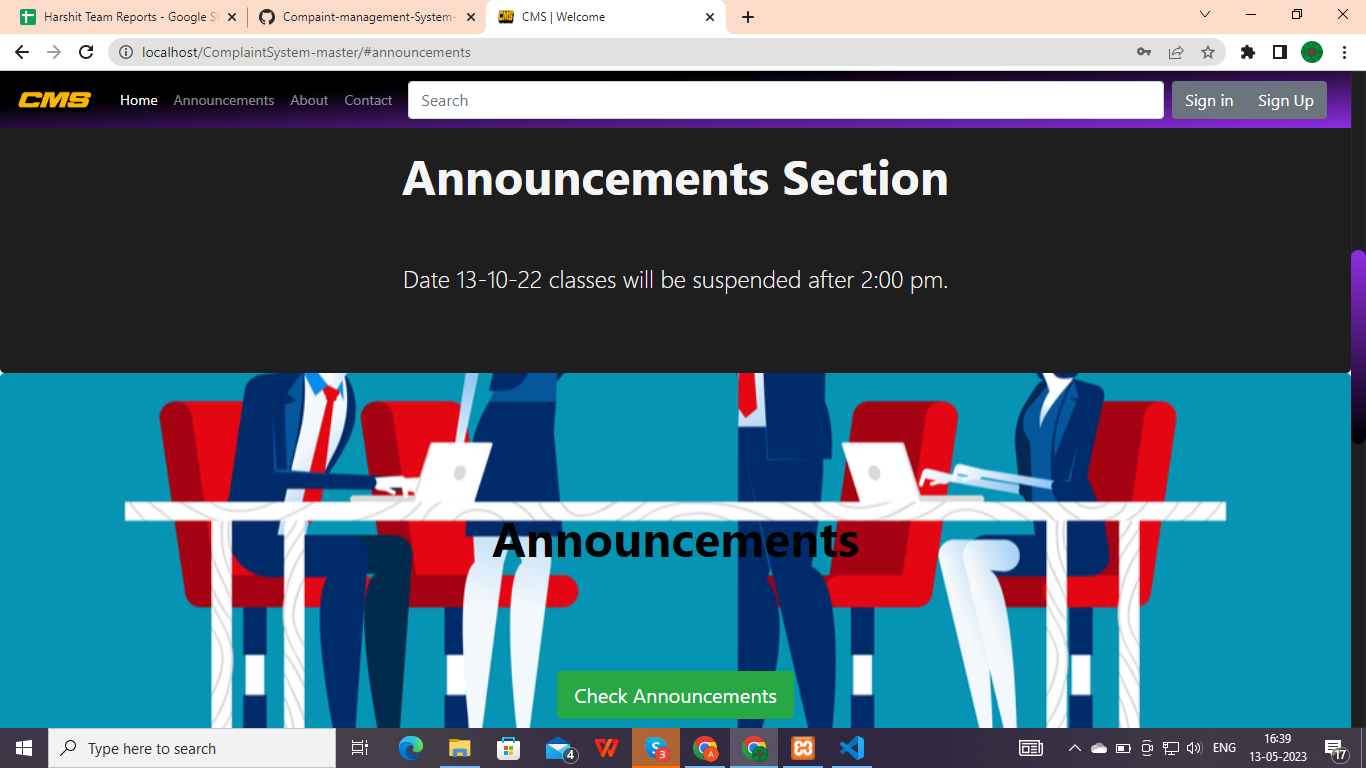 Harshit Team Reports - Google S
Compaint-management-System-
CMS | Welcome
localhost/ComplaintSystem-master/#announcements
CMS
Home
Announcements
About
Contact
Search
Sign in
Sign Up
Announcements Section
Date 13-10-22 classes will be suspended after 2:00 pm.
Announcements
Check Announcements
Type here to search
4
3
A
ENG
16:39
13-05-2023
17